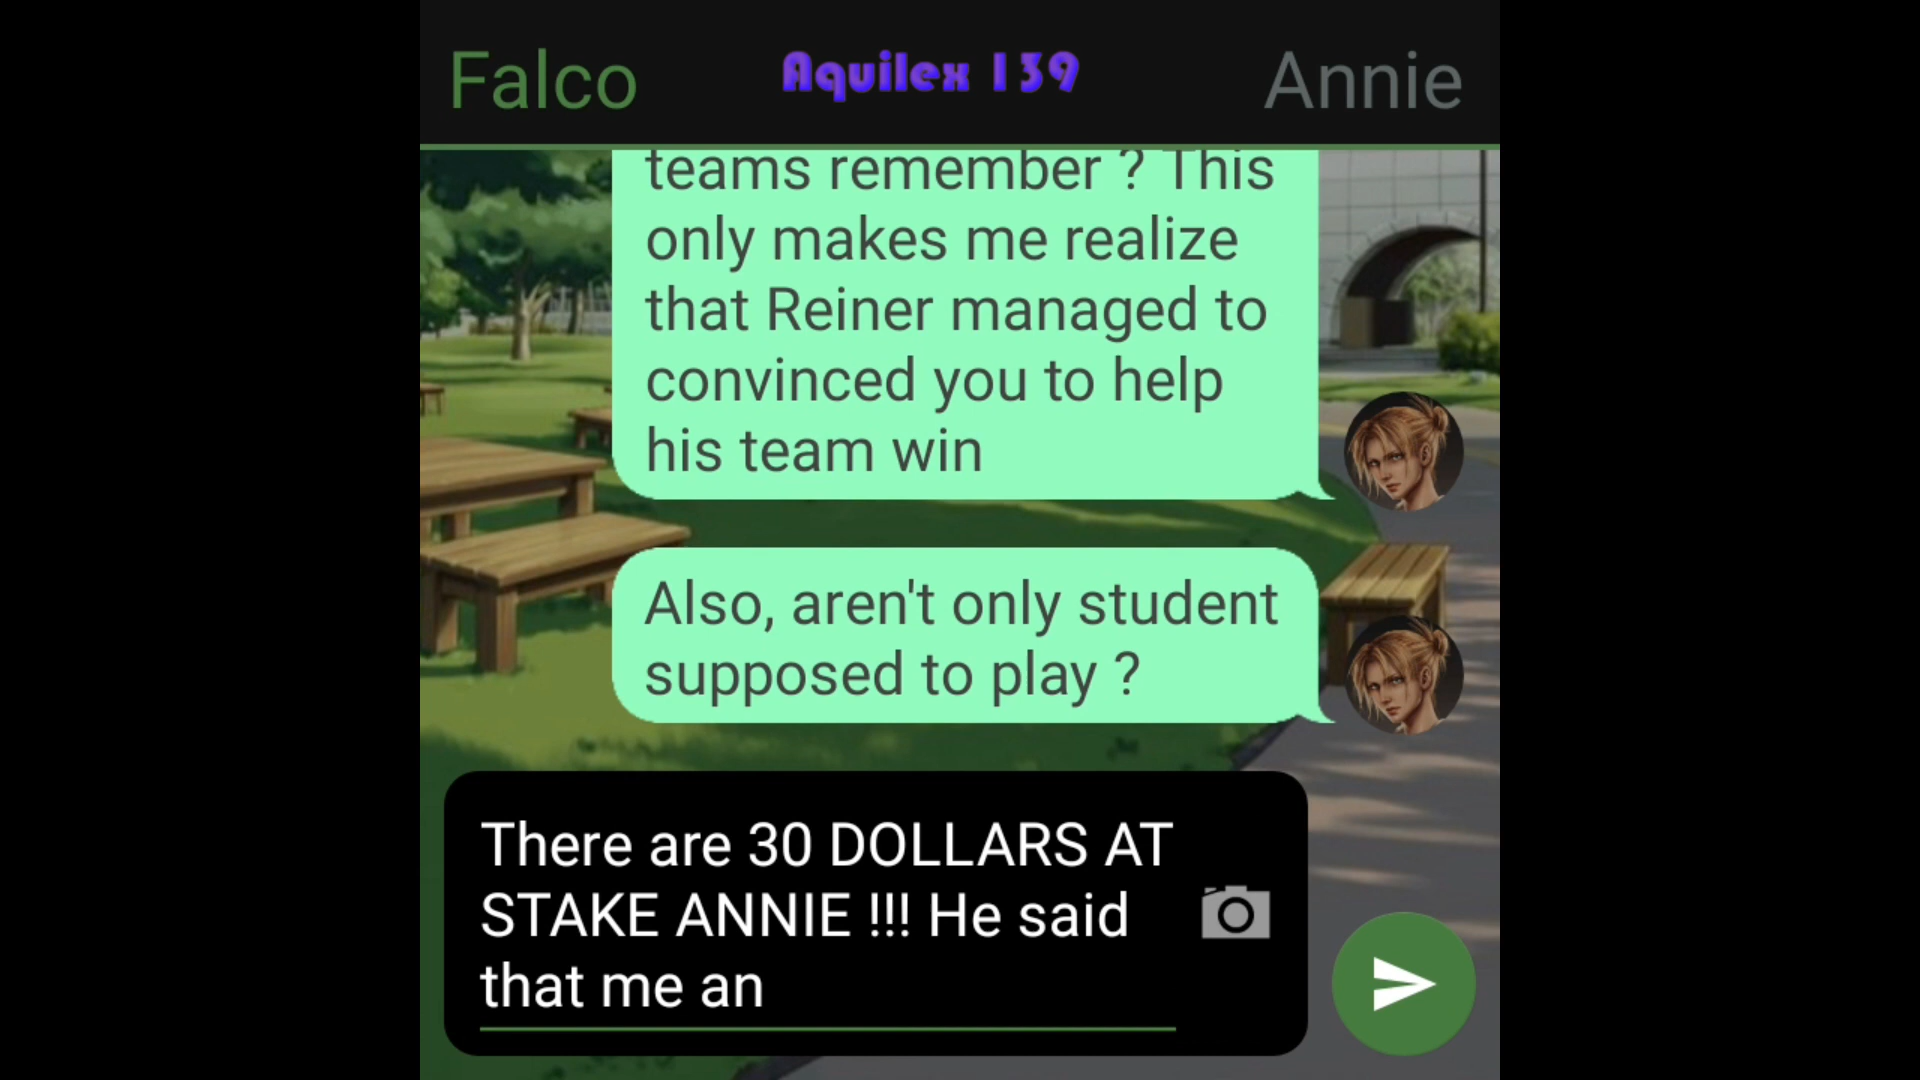 Falco
Aquilex 139
Annie
teams remember ? This
only makes me realize
that Reiner managed to
convinced you to help
his team win
Also, aren't only student
supposed to play ?
There are 30 DOLLARS AT
STAKE ANNIE !!! He said
that me an